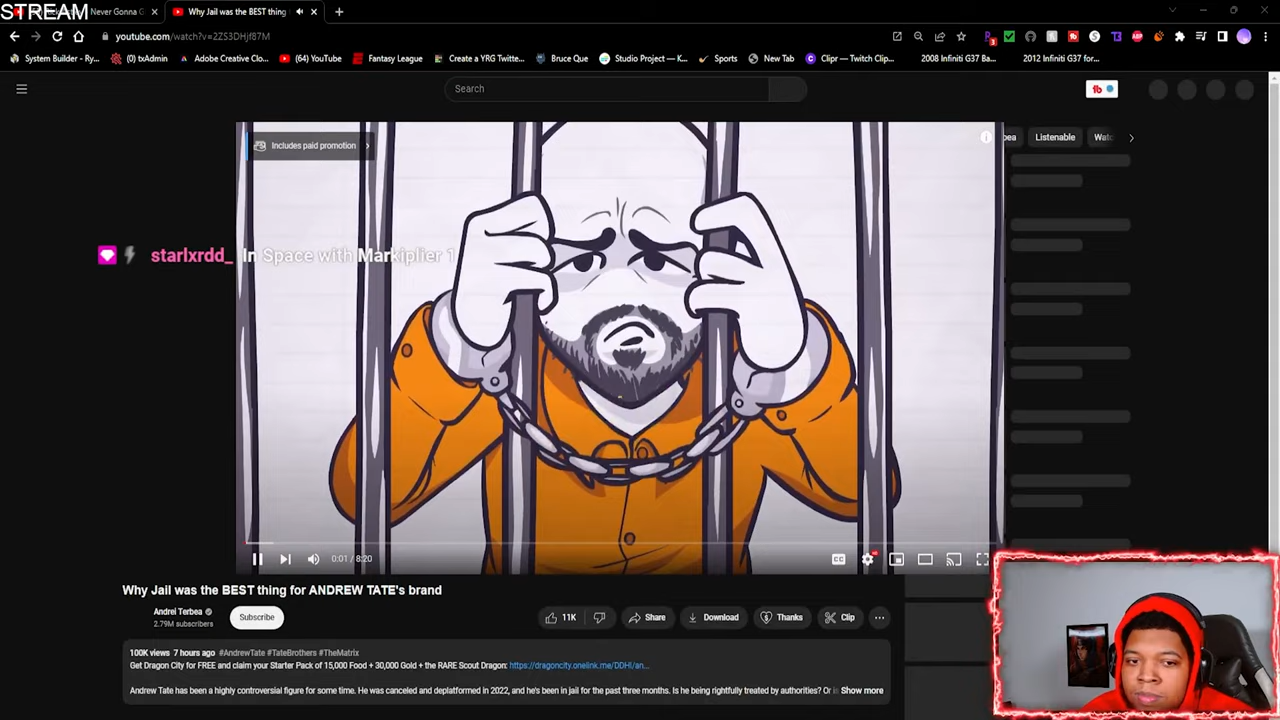 STREAM
Never Gonna G
Why Jail was the BEST thing
youtube.com/watch?v=2ZS3DHjf87M
System Builder - Ry... (0) txAdmin Adobe Creative Clo... (64) YouTube Fantasy League Create a YRG Twitte... Bruce Que Studio Project — K... Sports New Tab Clipr — Twitch Clip... 2008 Infiniti G37 Ba... 2012 Infiniti G37 for...
Search
Includes paid promotion
Listenable
starlxrdd_ In Space with Markiplier 1
0:01 / 8:20
Why Jail was the BEST thing for ANDREW TATE's brand
Andrei Terbea
2.79M subscribers
Subscribe
11K
Share
Download
Thanks
Clip
100K views 7 hours ago #AndrewTate #TateBrothers #TheMatrix
Get Dragon City for FREE and claim your Starter Pack of 15,000 Food + 30,000 Gold + the RARE Scout Dragon: https://dragoncity.onelink.me/DDHI/an...
Andrew Tate has been a highly controversial figure for some time. He was canceled and deplatformed in 2022, and he's been in jail for the past three months. Is he being rightfully treated by authorities? Or is Show more